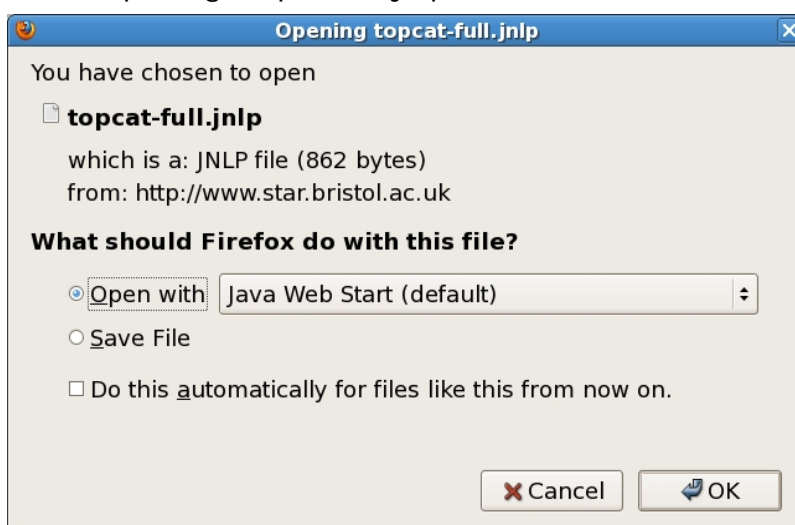 Opening topcat-full.jnlp
You have chosen to open
topcat-full.jnlp
which is a: JNLP file (862 bytes)
from: http://www.star.bristol.ac.uk
What should Firefox do with this file?
Open with Java Web Start (default)
Save File
Do this automatically for files like this from now on.
Cancel OK